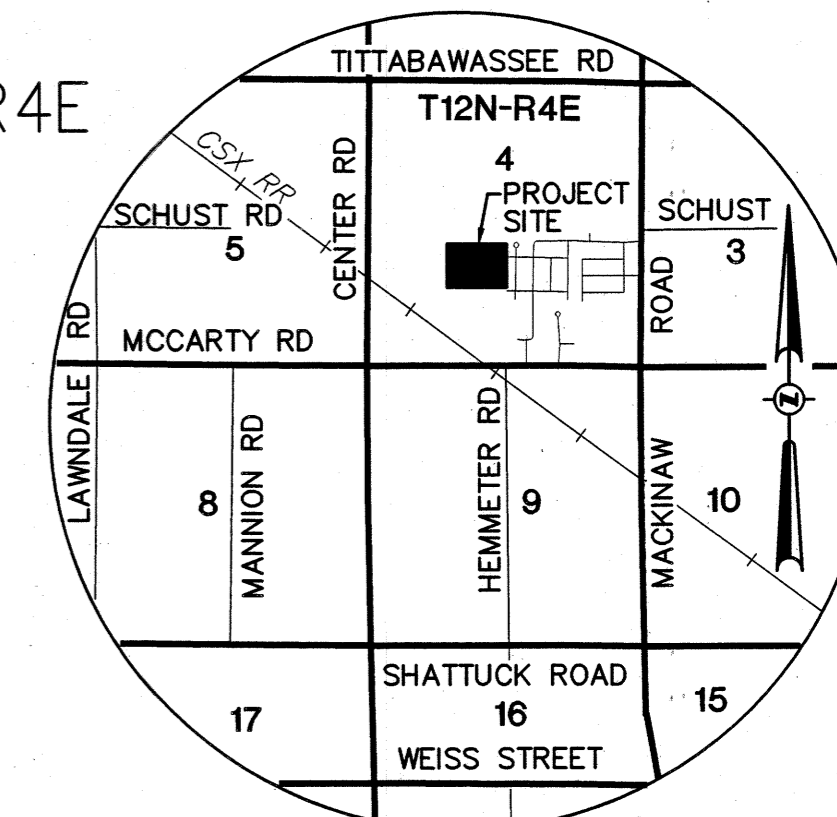 TITTABAWASSEE RD
R4E
T12N-R4E
CSX RR
CENTER RD
4
PROJECT
SITE
SCHUST RD
5
SCHUST
3
ROAD
LAWNDALE RD
MCCARTY RD
N
MANNION RD
8
HEMMETER RD
9
MACKINAW
10
SHATTUCK ROAD
17
16
15
WEISS STREET